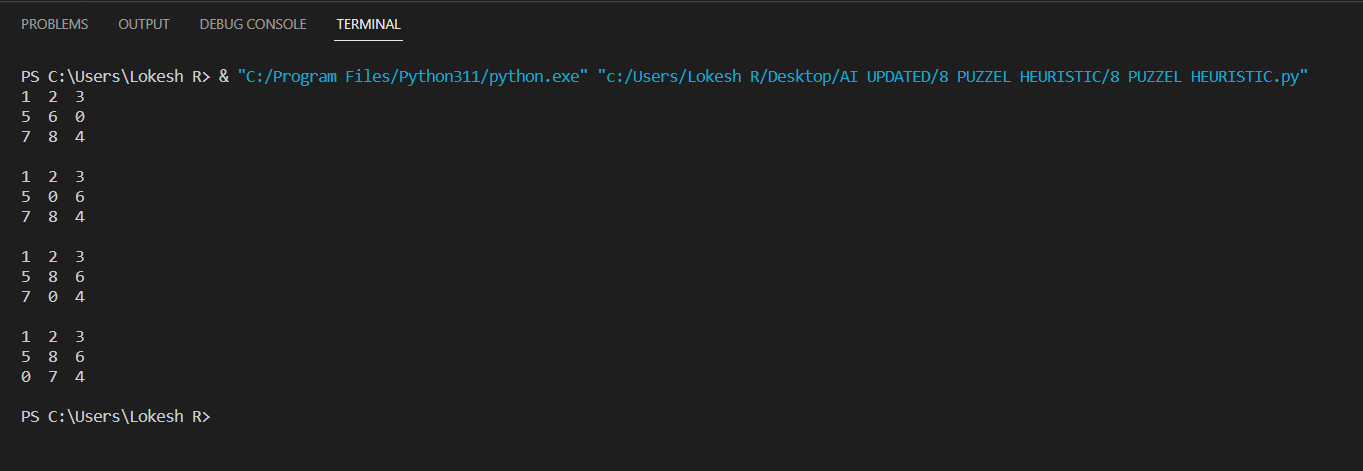 PROBLEMS OUTPUT DEBUG CONSOLE TERMINAL
PS C:\Users\Lokesh R> & "C:/Program Files/Python311/python.exe" "c:/Users/Lokesh R/Desktop/AI UPDATED/8 PUZZEL HEURISTIC/8 PUZZEL HEURISTIC.py"
1 2 3
5 6 0
7 8 4
1 2 3
5 0 6
7 8 4
1 2 3
5 8 6
7 0 4
1 2 3
5 8 6
0 7 4
PS C:\Users\Lokesh R>